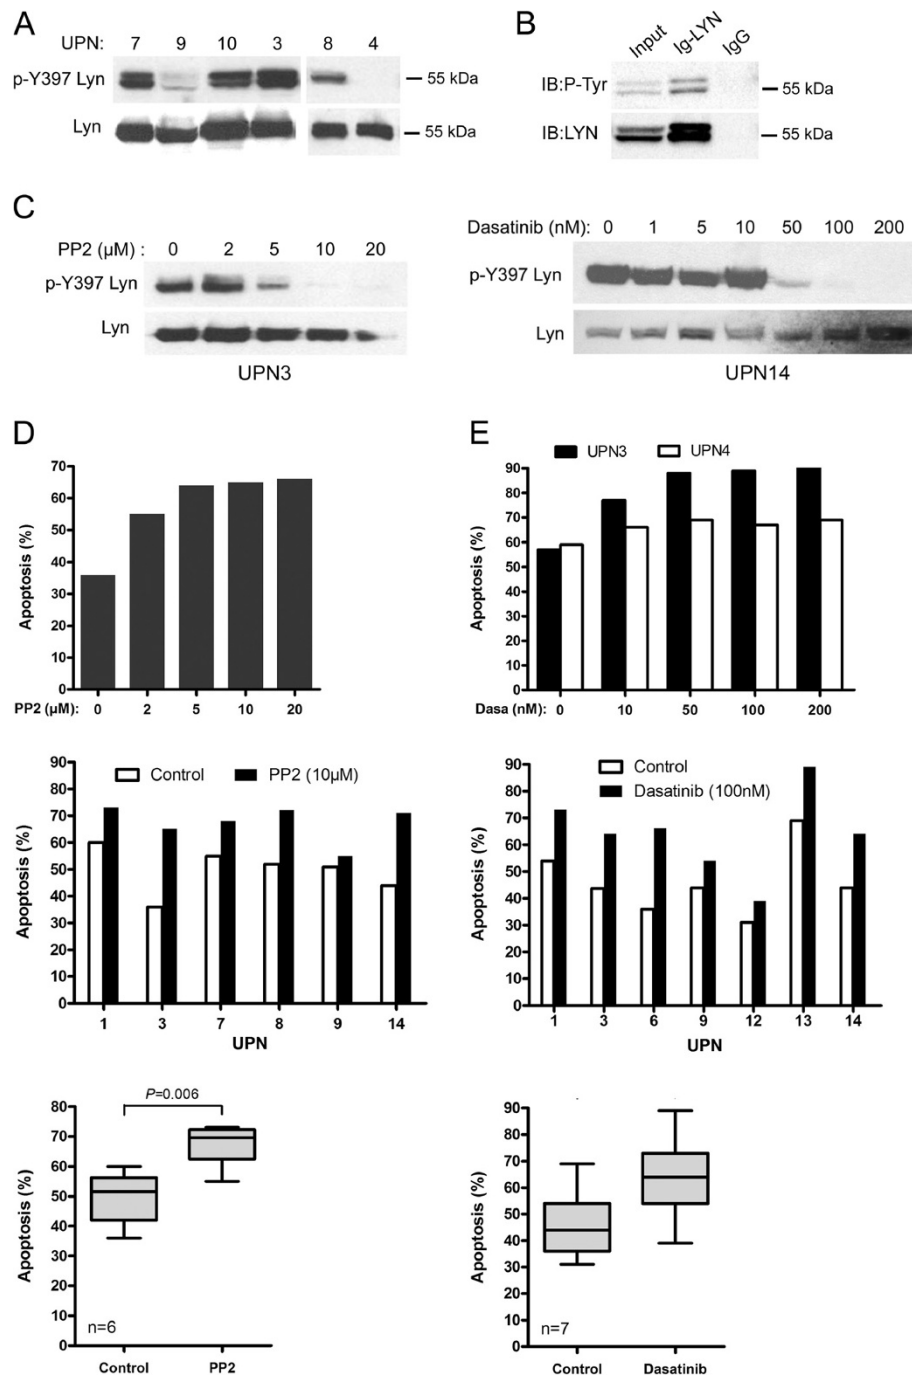 A
UPN: 7 9 10 3 8 4
p-Y397 Lyn
55 kDa
Lyn
55 kDa
B
Input Ig-LYN IgG
IB:P-Tyr
55 kDa
IB:LYN
55 kDa
C
PP2 (µM) : 0 2 5 10 20
p-Y397 Lyn
Lyn
UPN3
Dasatinib (nM): 0 1 5 10 50 100 200
p-Y397 Lyn
Lyn
UPN14
D
Apoptosis (%)
70
60
50
40
30
20
10
0
PP2 (µM): 0 2 5 10 20
E
UPN3 UPN4
Apoptosis (%)
90
80
70
60
50
40
30
20
10
0
Dasa (nM): 0 10 50 100 200
Control PP2 (10µM)
Apoptosis (%)
90
80
70
60
50
40
30
20
10
0
1 3 7 8 9 14
UPN
Control
Dasatinib (100nM)
Apoptosis (%)
90
80
70
60
50
40
30
20
10
0
1 3 6 9 12 13 14
UPN
P=0.006
Apoptosis (%)
80
70
60
50
40
30
20
10
0
n=6
Control PP2
Apoptosis (%)
90
80
70
60
50
40
30
20
10
0
n=7
Control Dasatinib